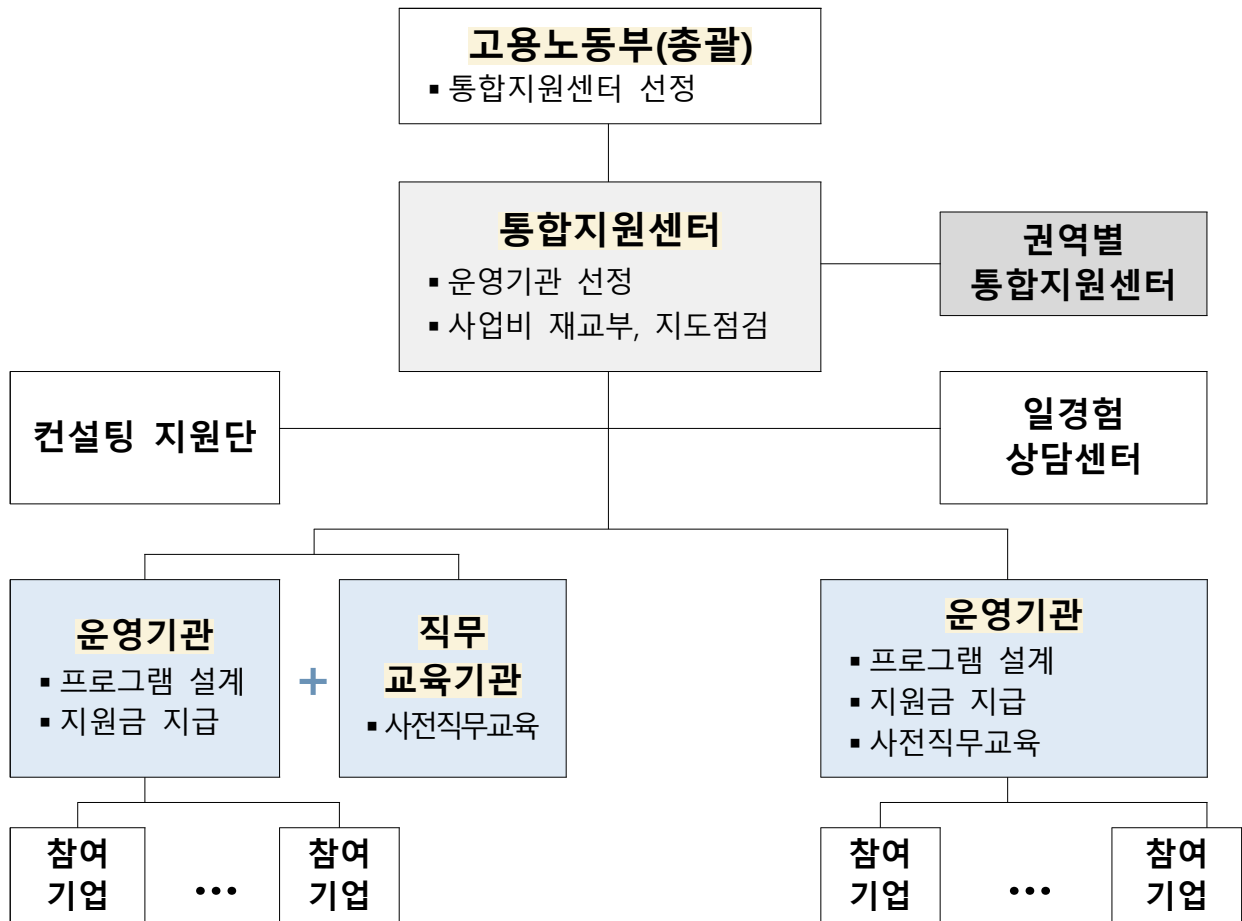 고용노동부(총괄)
▪ 통합지원센터 선정
통합지원센터
▪ 운영기관 선정
▪ 사업비 재교부, 지도점검
권역별
통합지원센터
컨설팅 지원단
일경험
상담센터
운영기관
▪ 프로그램 설계
▪ 지원금 지급
+
직무
교육기관
▪ 사전직무교육
운영기관
▪ 프로그램 설계
▪ 지원금 지급
▪ 사전직무교육
참여
기업
•••
참여
기업
참여
기업
•••
참여
기업